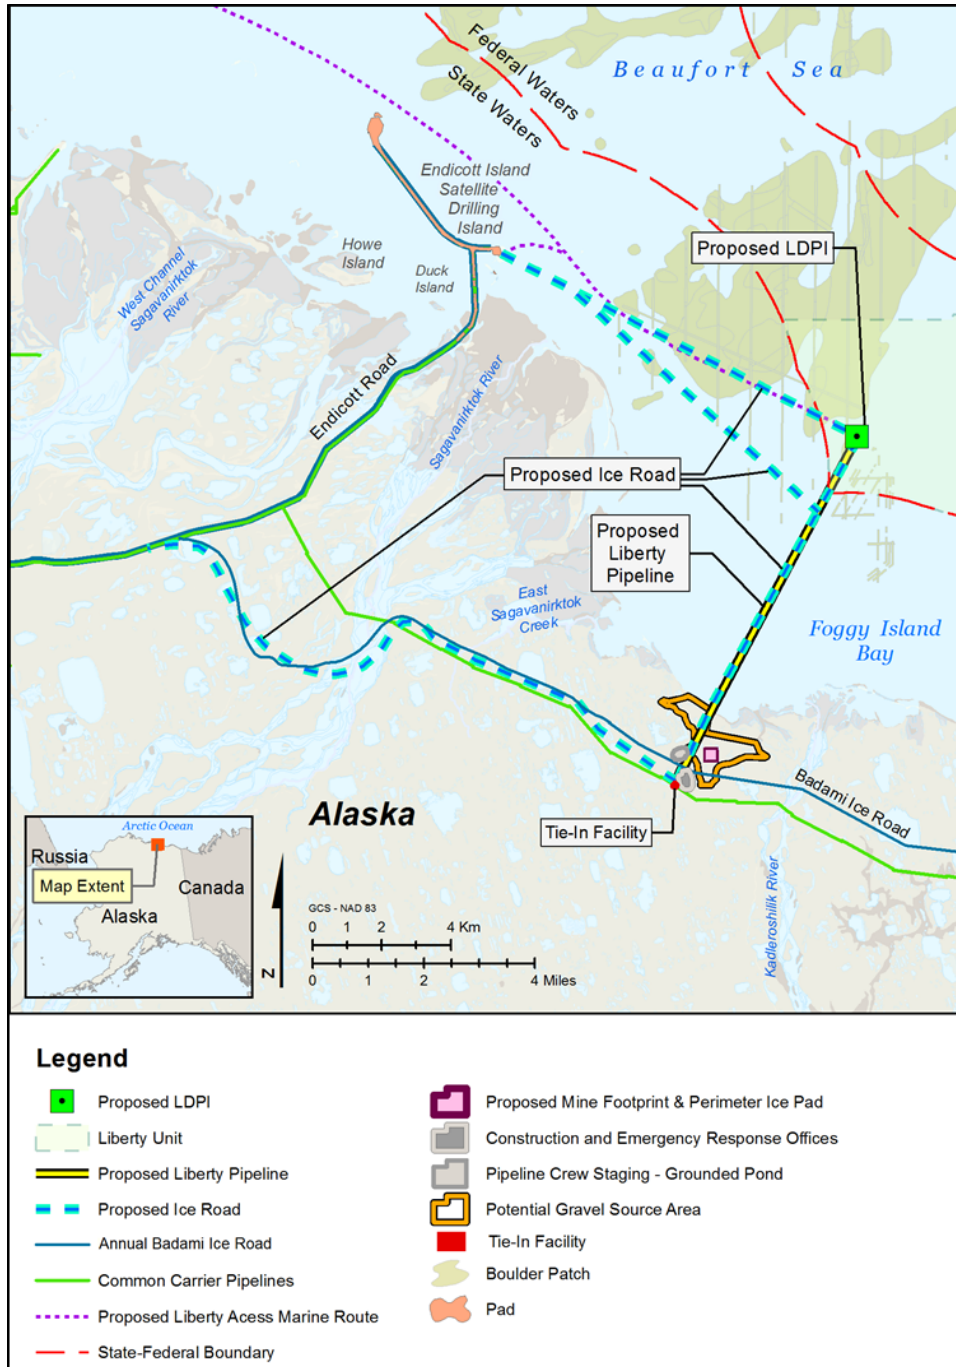 Federal Waters
State Waters
Beaufort Sea
Endicott Island
Satellite
Drilling
Island
Howe
Island
Duck
Island
West Channel
Sagavanirktok
River
Proposed LDPI
Endicott Road
Sagavanirktok River
Proposed Ice Road
Proposed
Liberty
Pipeline
East
Sagavanirktok
Creek
Foggy Island
Bay
Badami Ice Road
Tie-In Facility
Kadleroshilik River
Alaska
Arctic Ocean
Russia
Map Extent
Canada
Alaska
N
GCS - NAD 83
0 1 2 4 Km
0 1 2 4 Miles
Legend
Proposed LDPI
Liberty Unit
Proposed Liberty Pipeline
Proposed Ice Road
Annual Badami Ice Road
Common Carrier Pipelines
Proposed Liberty Acess Marine Route
State-Federal Boundary
Proposed Mine Footprint & Perimeter Ice Pad
Construction and Emergency Response Offices
Pipeline Crew Staging - Grounded Pond
Potential Gravel Source Area
Tie-In Facility
Boulder Patch
Pad